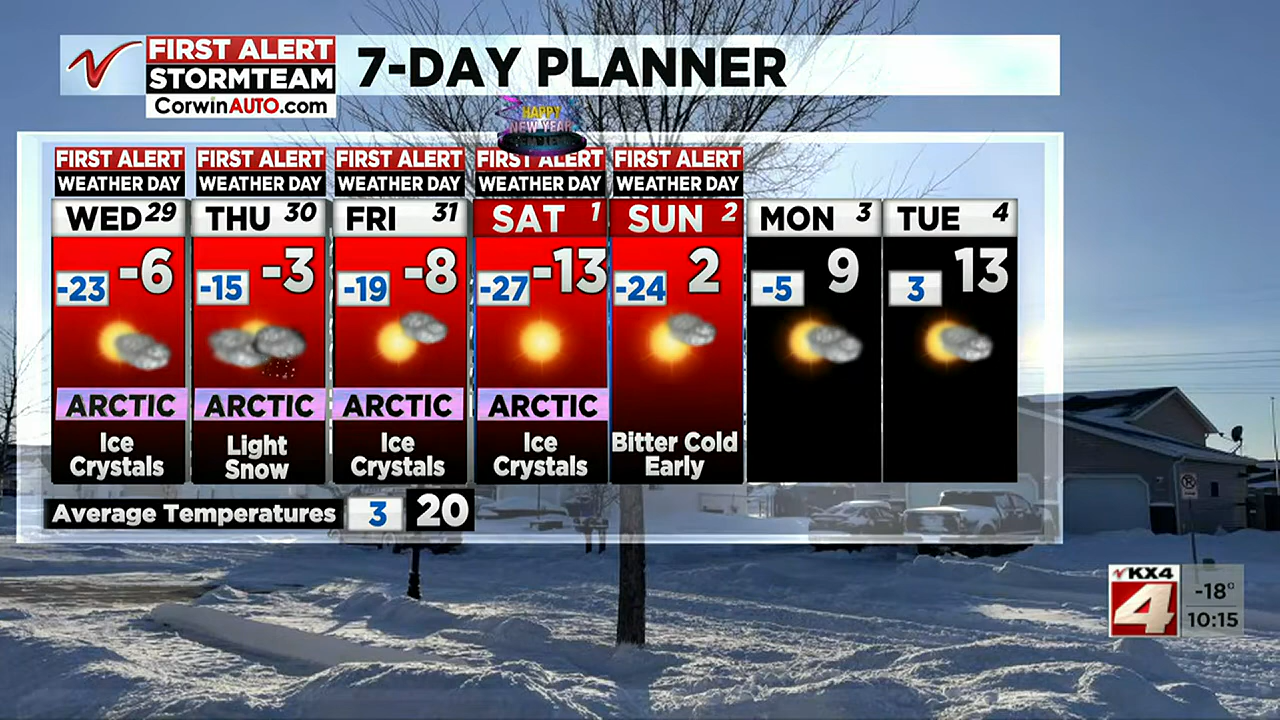 FIRST ALERT
STORMTEAM
CorwinAUTO.com
7-DAY PLANNER
HAPPY
NEW YEAR
FIRST ALERT FIRST ALERT FIRST ALERT FIRST ALERT FIRST ALERT
WEATHER DAY WEATHER DAY WEATHER DAY WEATHER DAY WEATHER DAY
WED 29 THU 30 FRI 31 SAT 1 SUN 2 MON 3 TUE 4
-23 -6 -15 -3 -19 -8 -27 -13 -24 2 -5 9 3 13
ARCTIC ARCTIC ARCTIC ARCTIC
Ice Light Ice Ice Bitter Cold
Crystals Snow Crystals Crystals Early
Average Temperatures 3 20
KX4
4
-18°
10:15